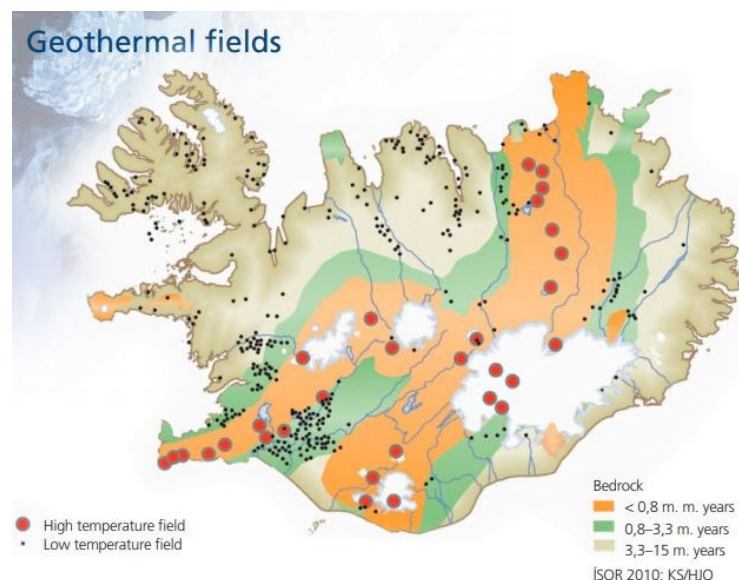 Geothermal fields
High temperature field
Low temperature field
Bedrock
< 0,8 m. m. years
0,8–3,3 m. years
3,3–15 m. years
ÍSOR 2010: KS/HJO